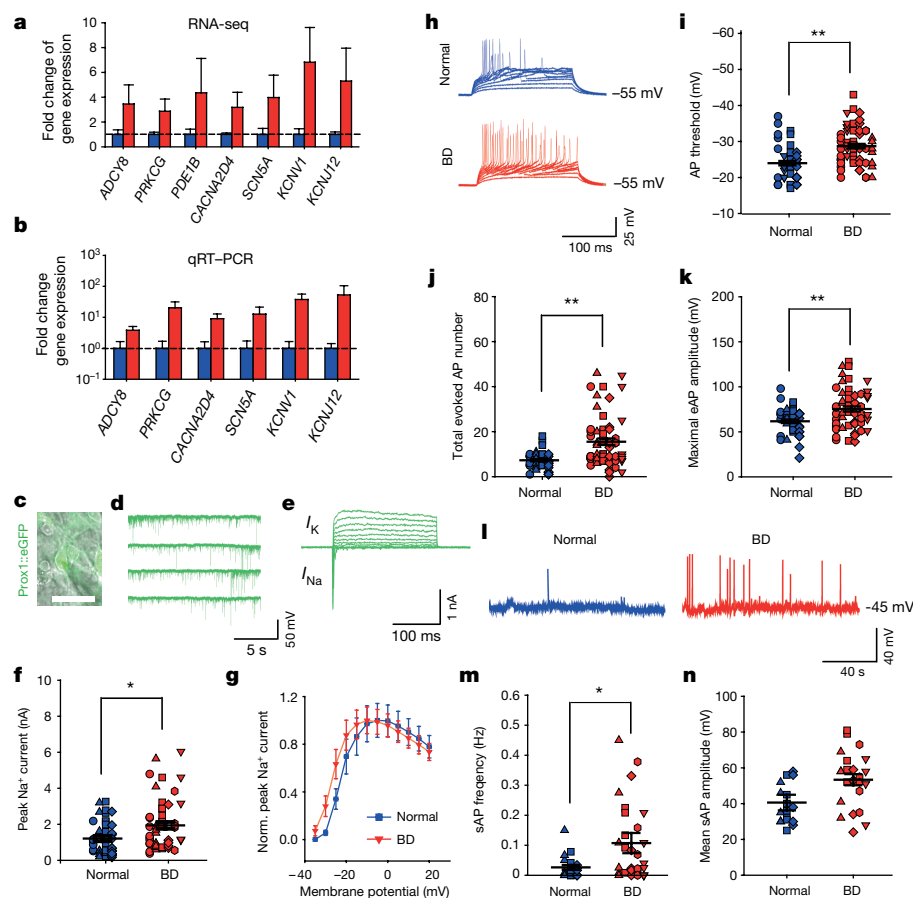 a
RNA-seq
Fold change of
gene expression
10
8
6
4
2
1
0
ADCY8
PRKCG
PDE1B
CACNA2D4
SCN5A
KCNV1
KCNJ12
b
qRT–PCR
Fold change
gene expression
10³
10²
10¹
10⁰
10⁻¹
ADCY8
PRKCG
CACNA2D4
SCN5A
KCNV1
KCNJ12
c
Prox1::eGFP
d
50 mV
5 s
e
I_K
I_Na
1 nA
100 ms
f
*
Peak Na⁺ current (nA)
10
8
6
4
2
0
Normal
BD
g
Norm. peak Na⁺ current
1.2
0.8
0.4
0.0
Normal
BD
−40
−20
0
20
Membrane potential (mV)
h
Normal
−55 mV
BD
−55 mV
25 mV
100 ms
i
**
AP threshold (mV)
−60
−50
−40
−30
−20
−10
Normal
BD
j
**
Total evoked AP number
80
60
40
20
0
Normal
BD
k
**
Maximal eAP amplitude (mV)
200
150
100
50
0
Normal
BD
l
Normal
BD
-45 mV
40 mV
40 s
m
*
sAP freqency (Hz)
0.6
0.5
0.4
0.3
0.2
0.1
0
Normal
BD
n
Mean sAP amplitude (mV)
100
80
60
40
20
0
Normal
BD